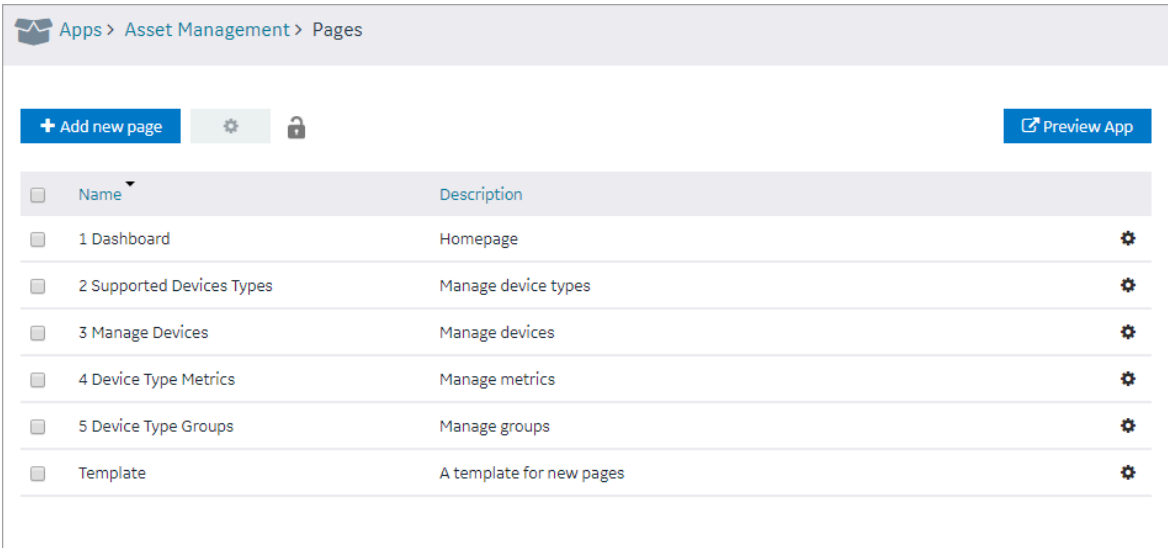 Apps > Asset Management > Pages
+ Add new page
Preview App
Name Description
1 Dashboard Homepage
2 Supported Devices Types Manage device types
3 Manage Devices Manage devices
4 Device Type Metrics Manage metrics
5 Device Type Groups Manage groups
Template A template for new pages